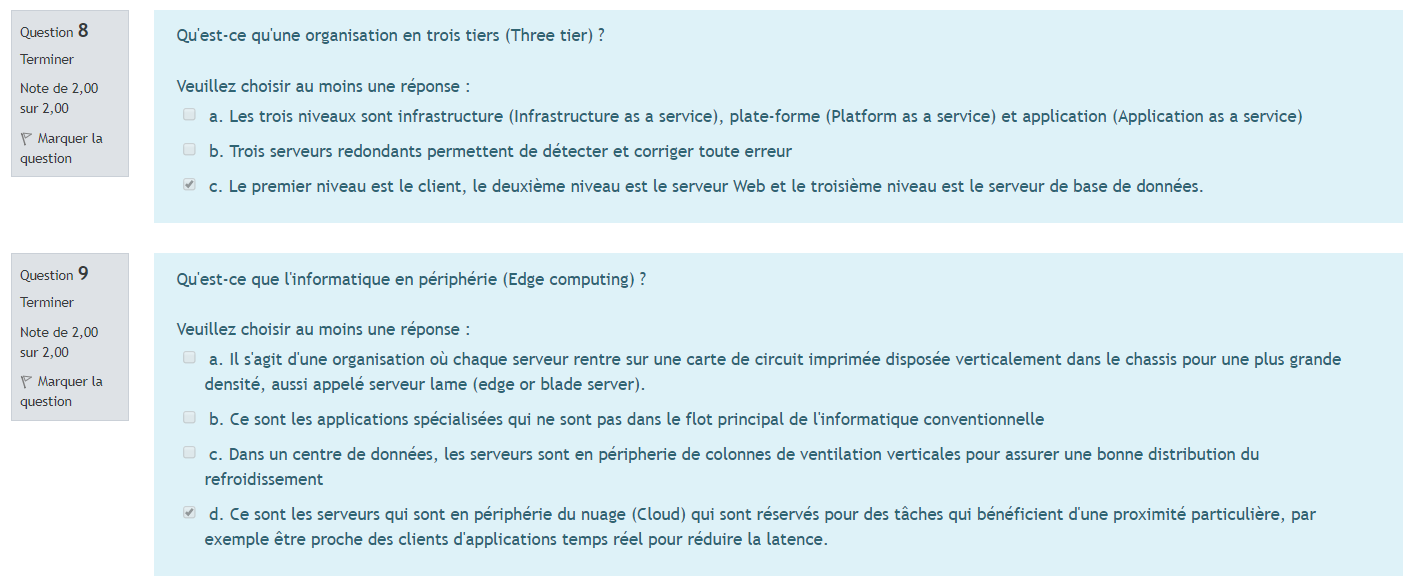 Question 8
Terminer
Note de 2,00
sur 2,00
Marquer la
question
Qu'est-ce qu'une organisation en trois tiers (Three tier) ?
Veuillez choisir au moins une réponse :
a. Les trois niveaux sont infrastructure (Infrastructure as a service), plate-forme (Platform as a service) et application (Application as a service)
b. Trois serveurs redondants permettent de détecter et corriger toute erreur
c. Le premier niveau est le client, le deuxième niveau est le serveur Web et le troisième niveau est le serveur de base de données.
Question 9
Terminer
Note de 2,00
sur 2,00
Marquer la
question
Qu'est-ce que l'informatique en périphérie (Edge computing) ?
Veuillez choisir au moins une réponse :
a. Il s'agit d'une organisation où chaque serveur rentre sur une carte de circuit imprimée disposée verticalement dans le chassis pour une plus grande
densité, aussi appelé serveur lame (edge or blade server).
b. Ce sont les applications spécialisées qui ne sont pas dans le flot principal de l'informatique conventionnelle
c. Dans un centre de données, les serveurs sont en péripherie de colonnes de ventilation verticales pour assurer une bonne distribution du
refroidissement
d. Ce sont les serveurs qui sont en périphérie du nuage (Cloud) qui sont réservés pour des tâches qui bénéficient d'une proximité particulière, par
exemple être proche des clients d'applications temps réel pour réduire la latence.